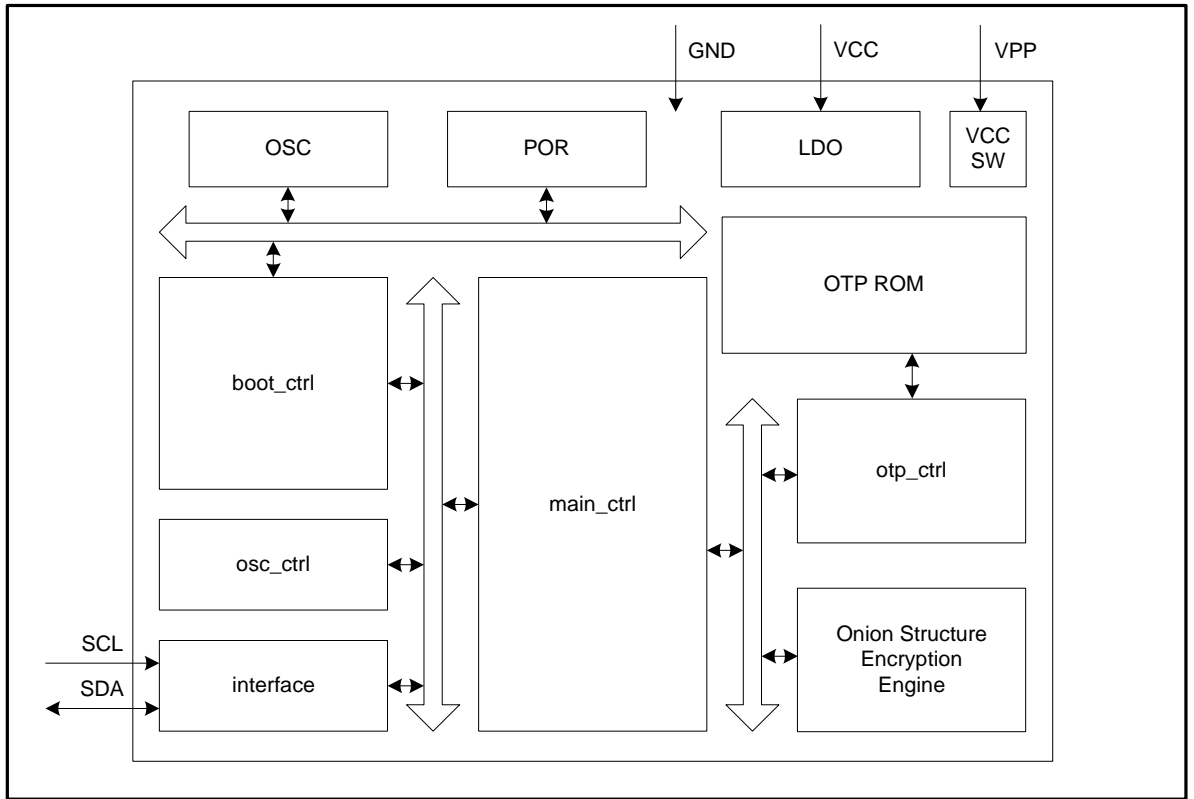 GND
VCC
VPP
OSC
POR
LDO
VCC
SW
OTP ROM
boot_ctrl
main_ctrl
otp_ctrl
osc_ctrl
SCL
SDA
interface
Onion Structure
Encryption
Engine